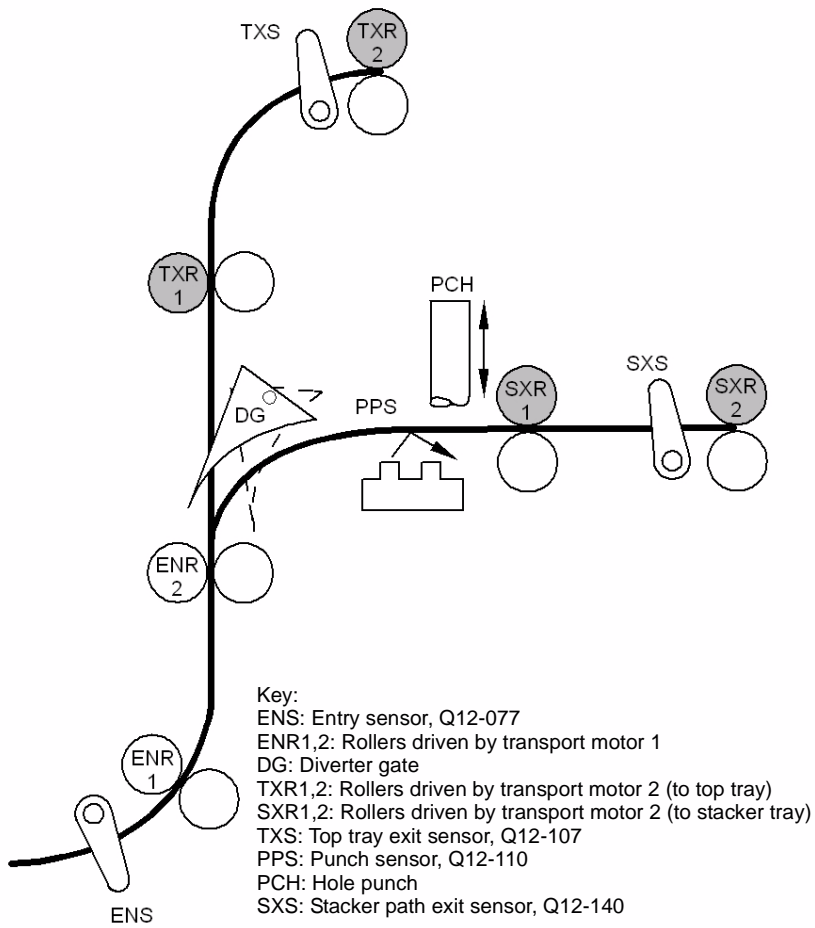 TXS
TXR
2
TXR
1
PCH
SXS
SXR
1
SXR
2
DG
PPS
ENR
2
ENR
1
ENS
Key:
ENS: Entry sensor, Q12-077
ENR1,2: Rollers driven by transport motor 1
DG: Diverter gate
TXR1,2: Rollers driven by transport motor 2 (to top tray)
SXR1,2: Rollers driven by transport motor 2 (to stacker tray)
TXS: Top tray exit sensor, Q12-107
PPS: Punch sensor, Q12-110
PCH: Hole punch
SXS: Stacker path exit sensor, Q12-140